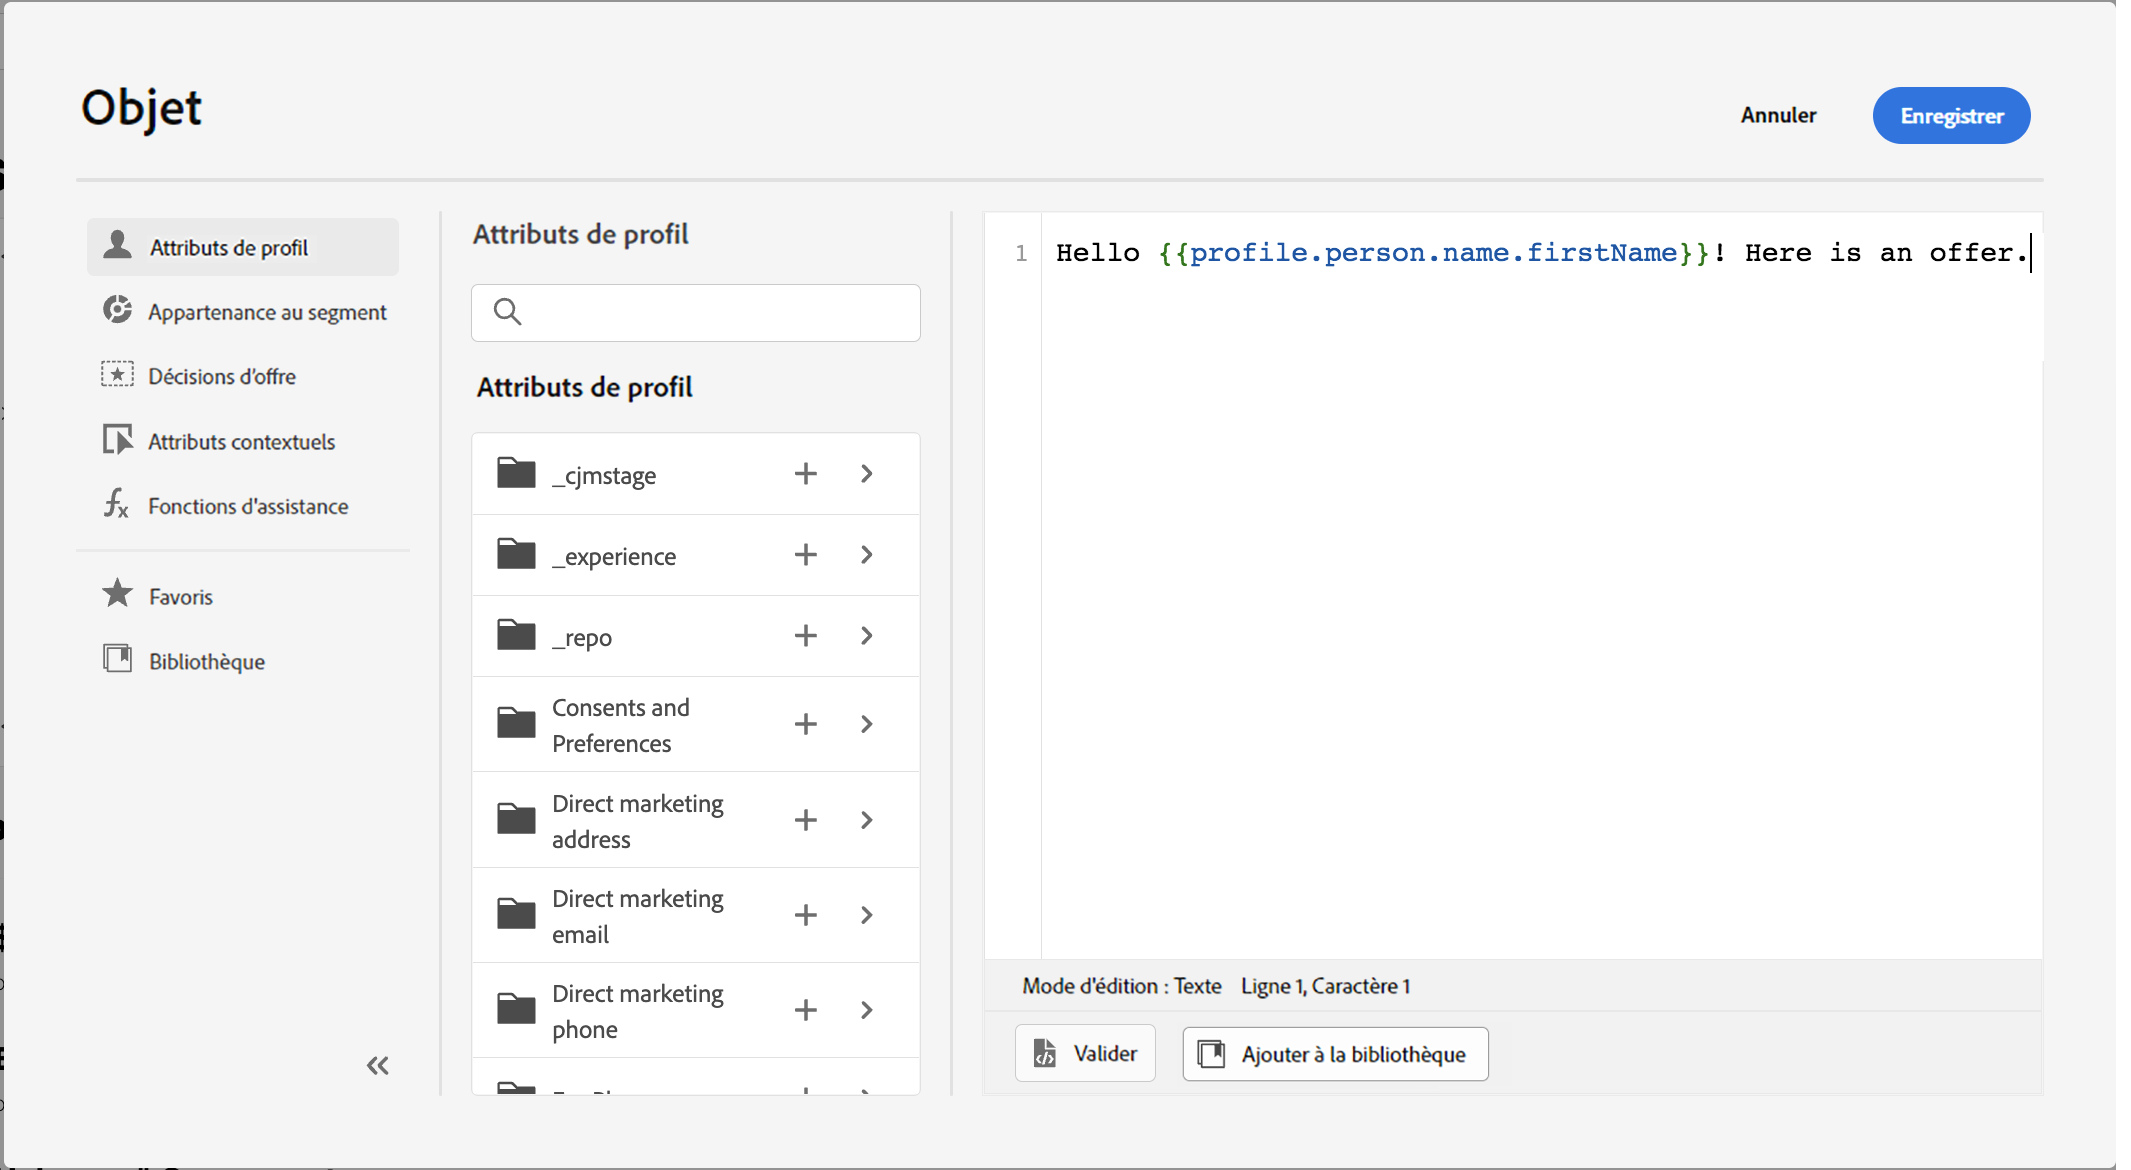 Objet
Annuler
Enregistrer
Attributs de profil
Appartenance au segment
Décisions d'offre
Attributs contextuels
Fonctions d'assistance
Favoris
Bibliothèque
Attributs de profil
Attributs de profil
_cjmstage
_experience
_repo
Consents and
Preferences
Direct marketing
address
Direct marketing
email
Direct marketing
phone
1 Hello {{profile.person.name.firstName}}! Here is an offer.
Mode d'édition : Texte Ligne 1, Caractère 1
Valider
Ajouter à la bibliothèque